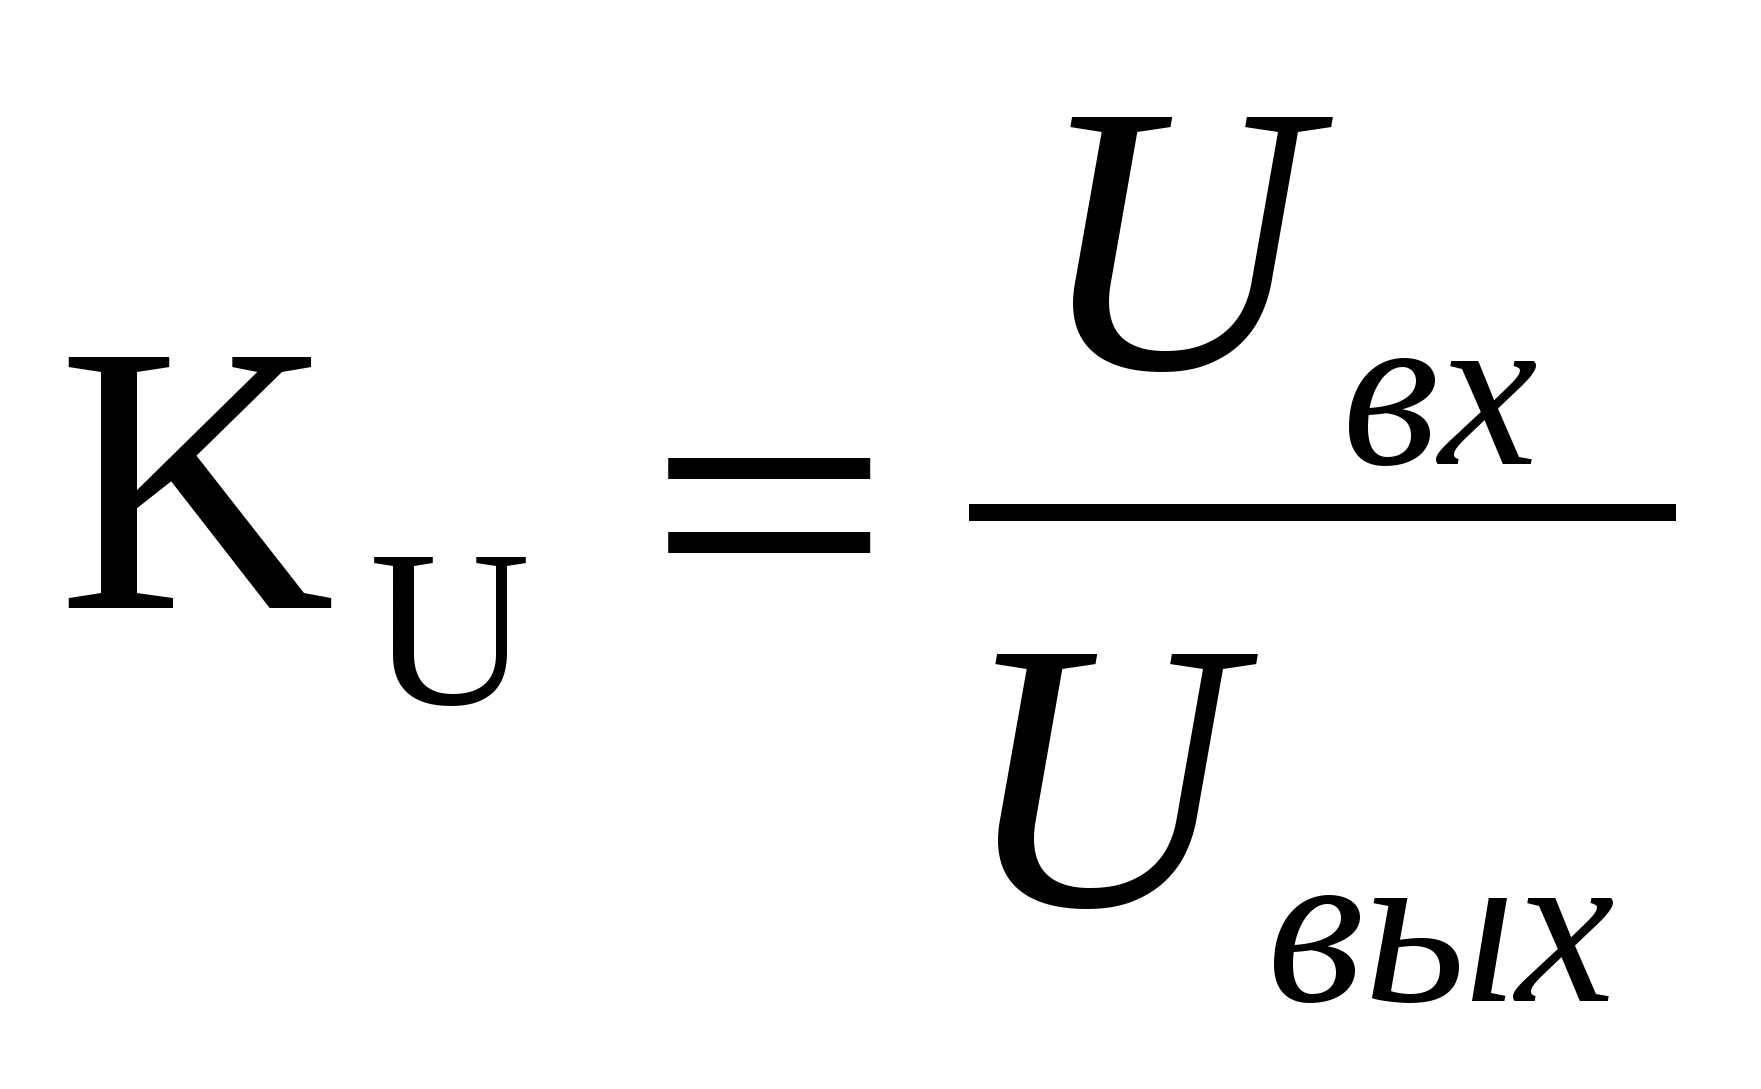 K_U = U_вх / U_вых